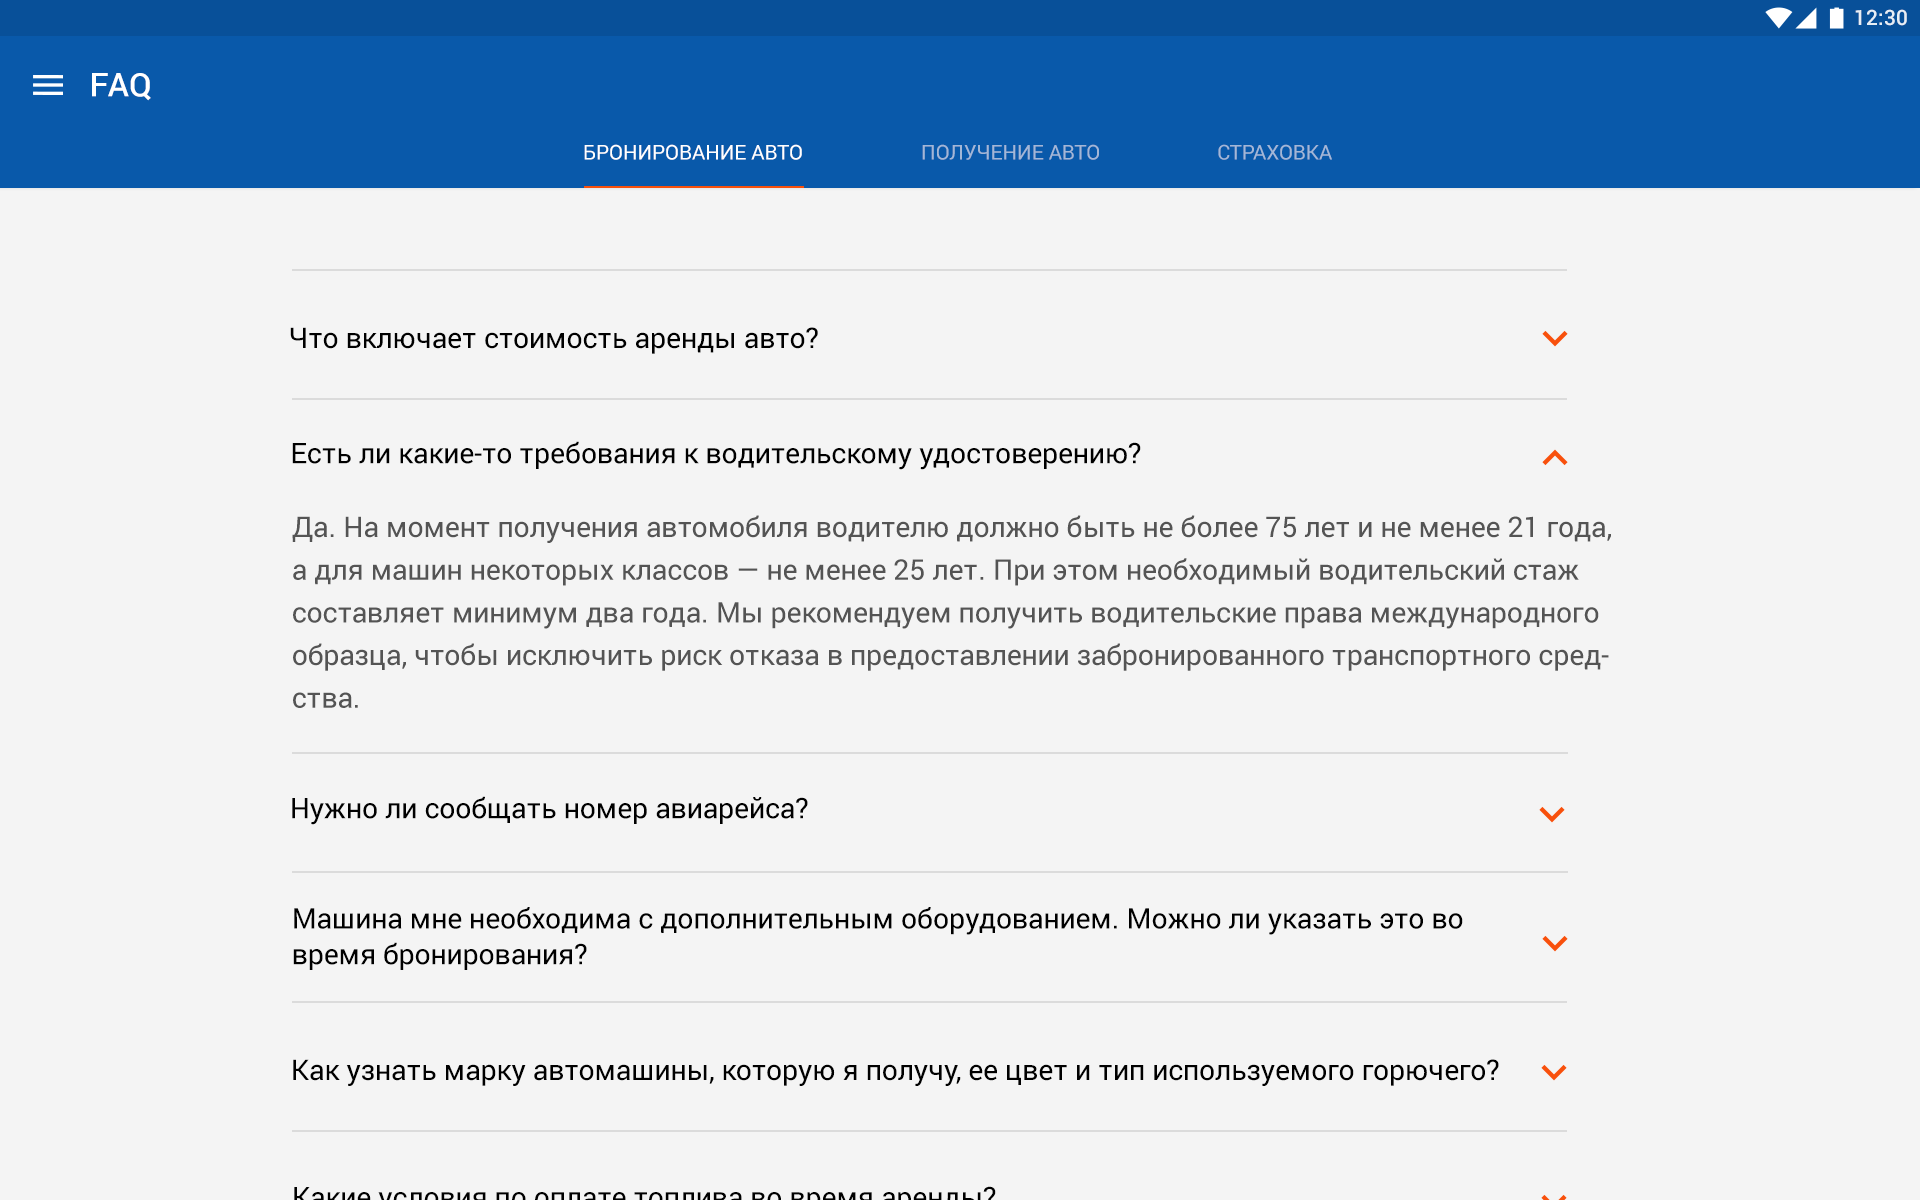 12:30
FAQ
БРОНИРОВАНИЕ АВТО
ПОЛУЧЕНИЕ АВТО
СТРАХОВКА
Что включает стоимость аренды авто?
Есть ли какие-то требования к водительскому удостоверению?
Да. На момент получения автомобиля водителю должно быть не более 75 лет и не менее 21 года,
а для машин некоторых классов — не менее 25 лет. При этом необходимый водительский стаж
составляет минимум два года. Мы рекомендуем получить водительские права международного
образца, чтобы исключить риск отказа в предоставлении забронированного транспортного сред-
ства.
Нужно ли сообщать номер авиарейса?
Машина мне необходима с дополнительным оборудованием. Можно ли указать это во
время бронирования?
Как узнать марку автомашины, которую я получу, ее цвет и тип используемого горючего?
Какие условия по оплате топлива во время аренды?